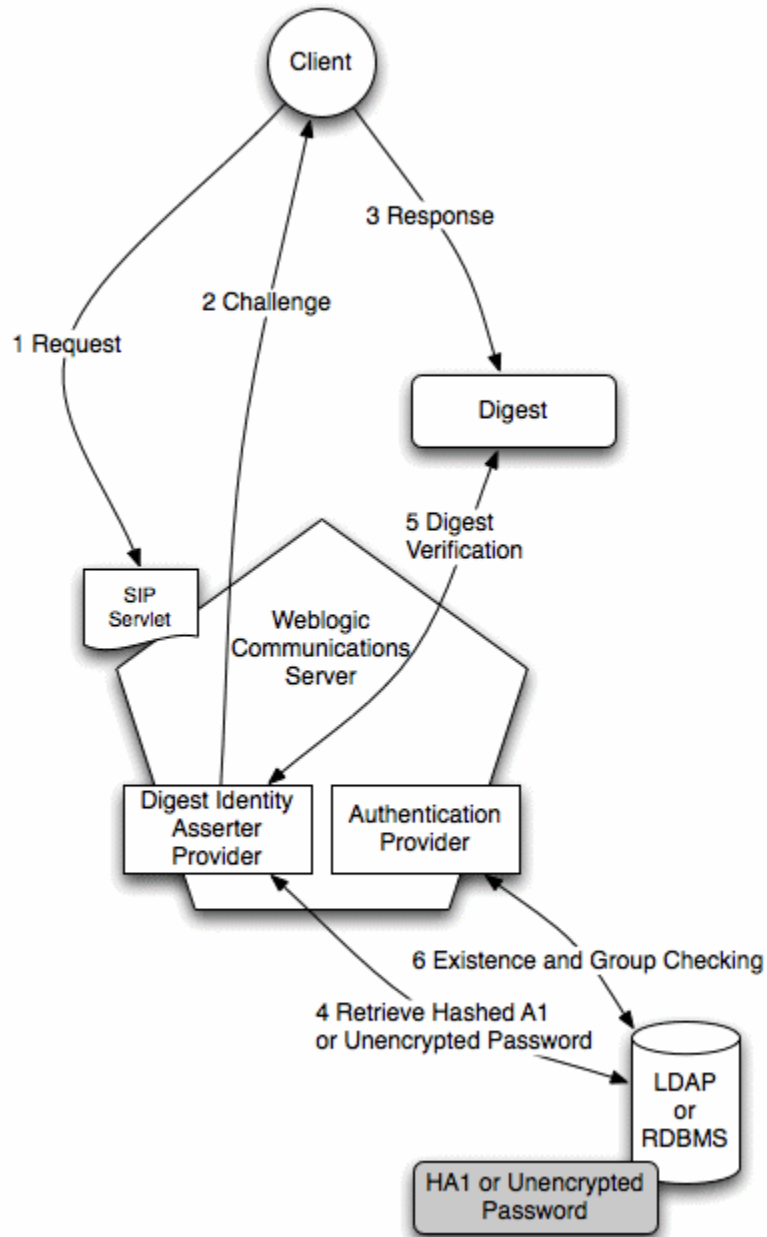 Client
3 Response
2 Challenge
1 Request
Digest
5 Digest
Verification
SIP
Servlet
Weblogic
Communications
Server
Digest Identity
Asserter
Provider
Authentication
Provider
6 Existence and Group Checking
4 Retrieve Hashed A1
or Unencrypted Password
LDAP
or
RDBMS
HA1 or Unencrypted
Password